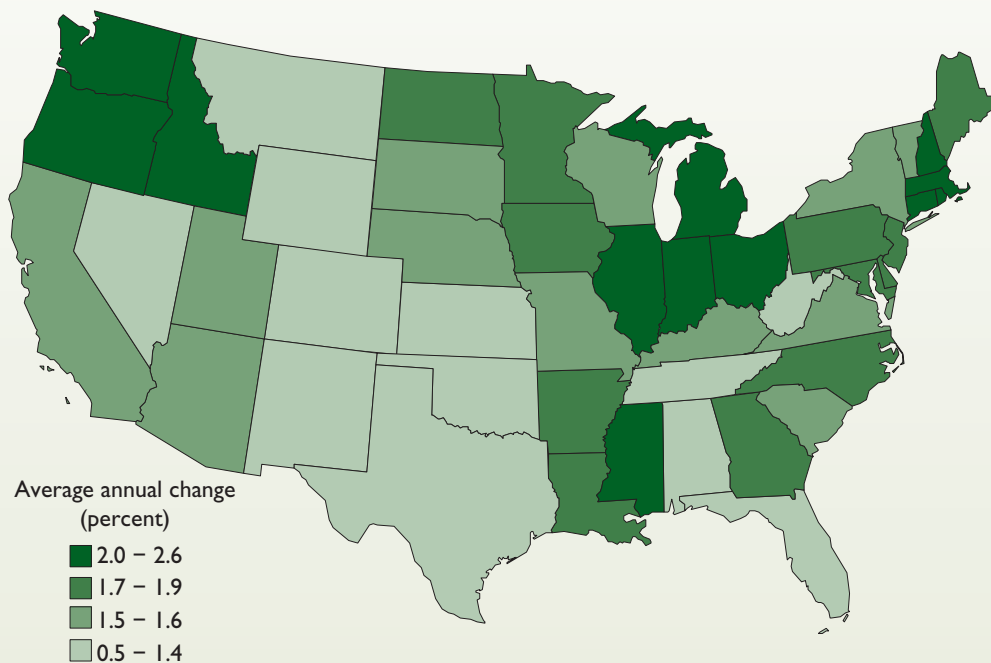 Average annual change
(percent)
2.0 – 2.6
1.7 – 1.9
1.5 – 1.6
0.5 – 1.4